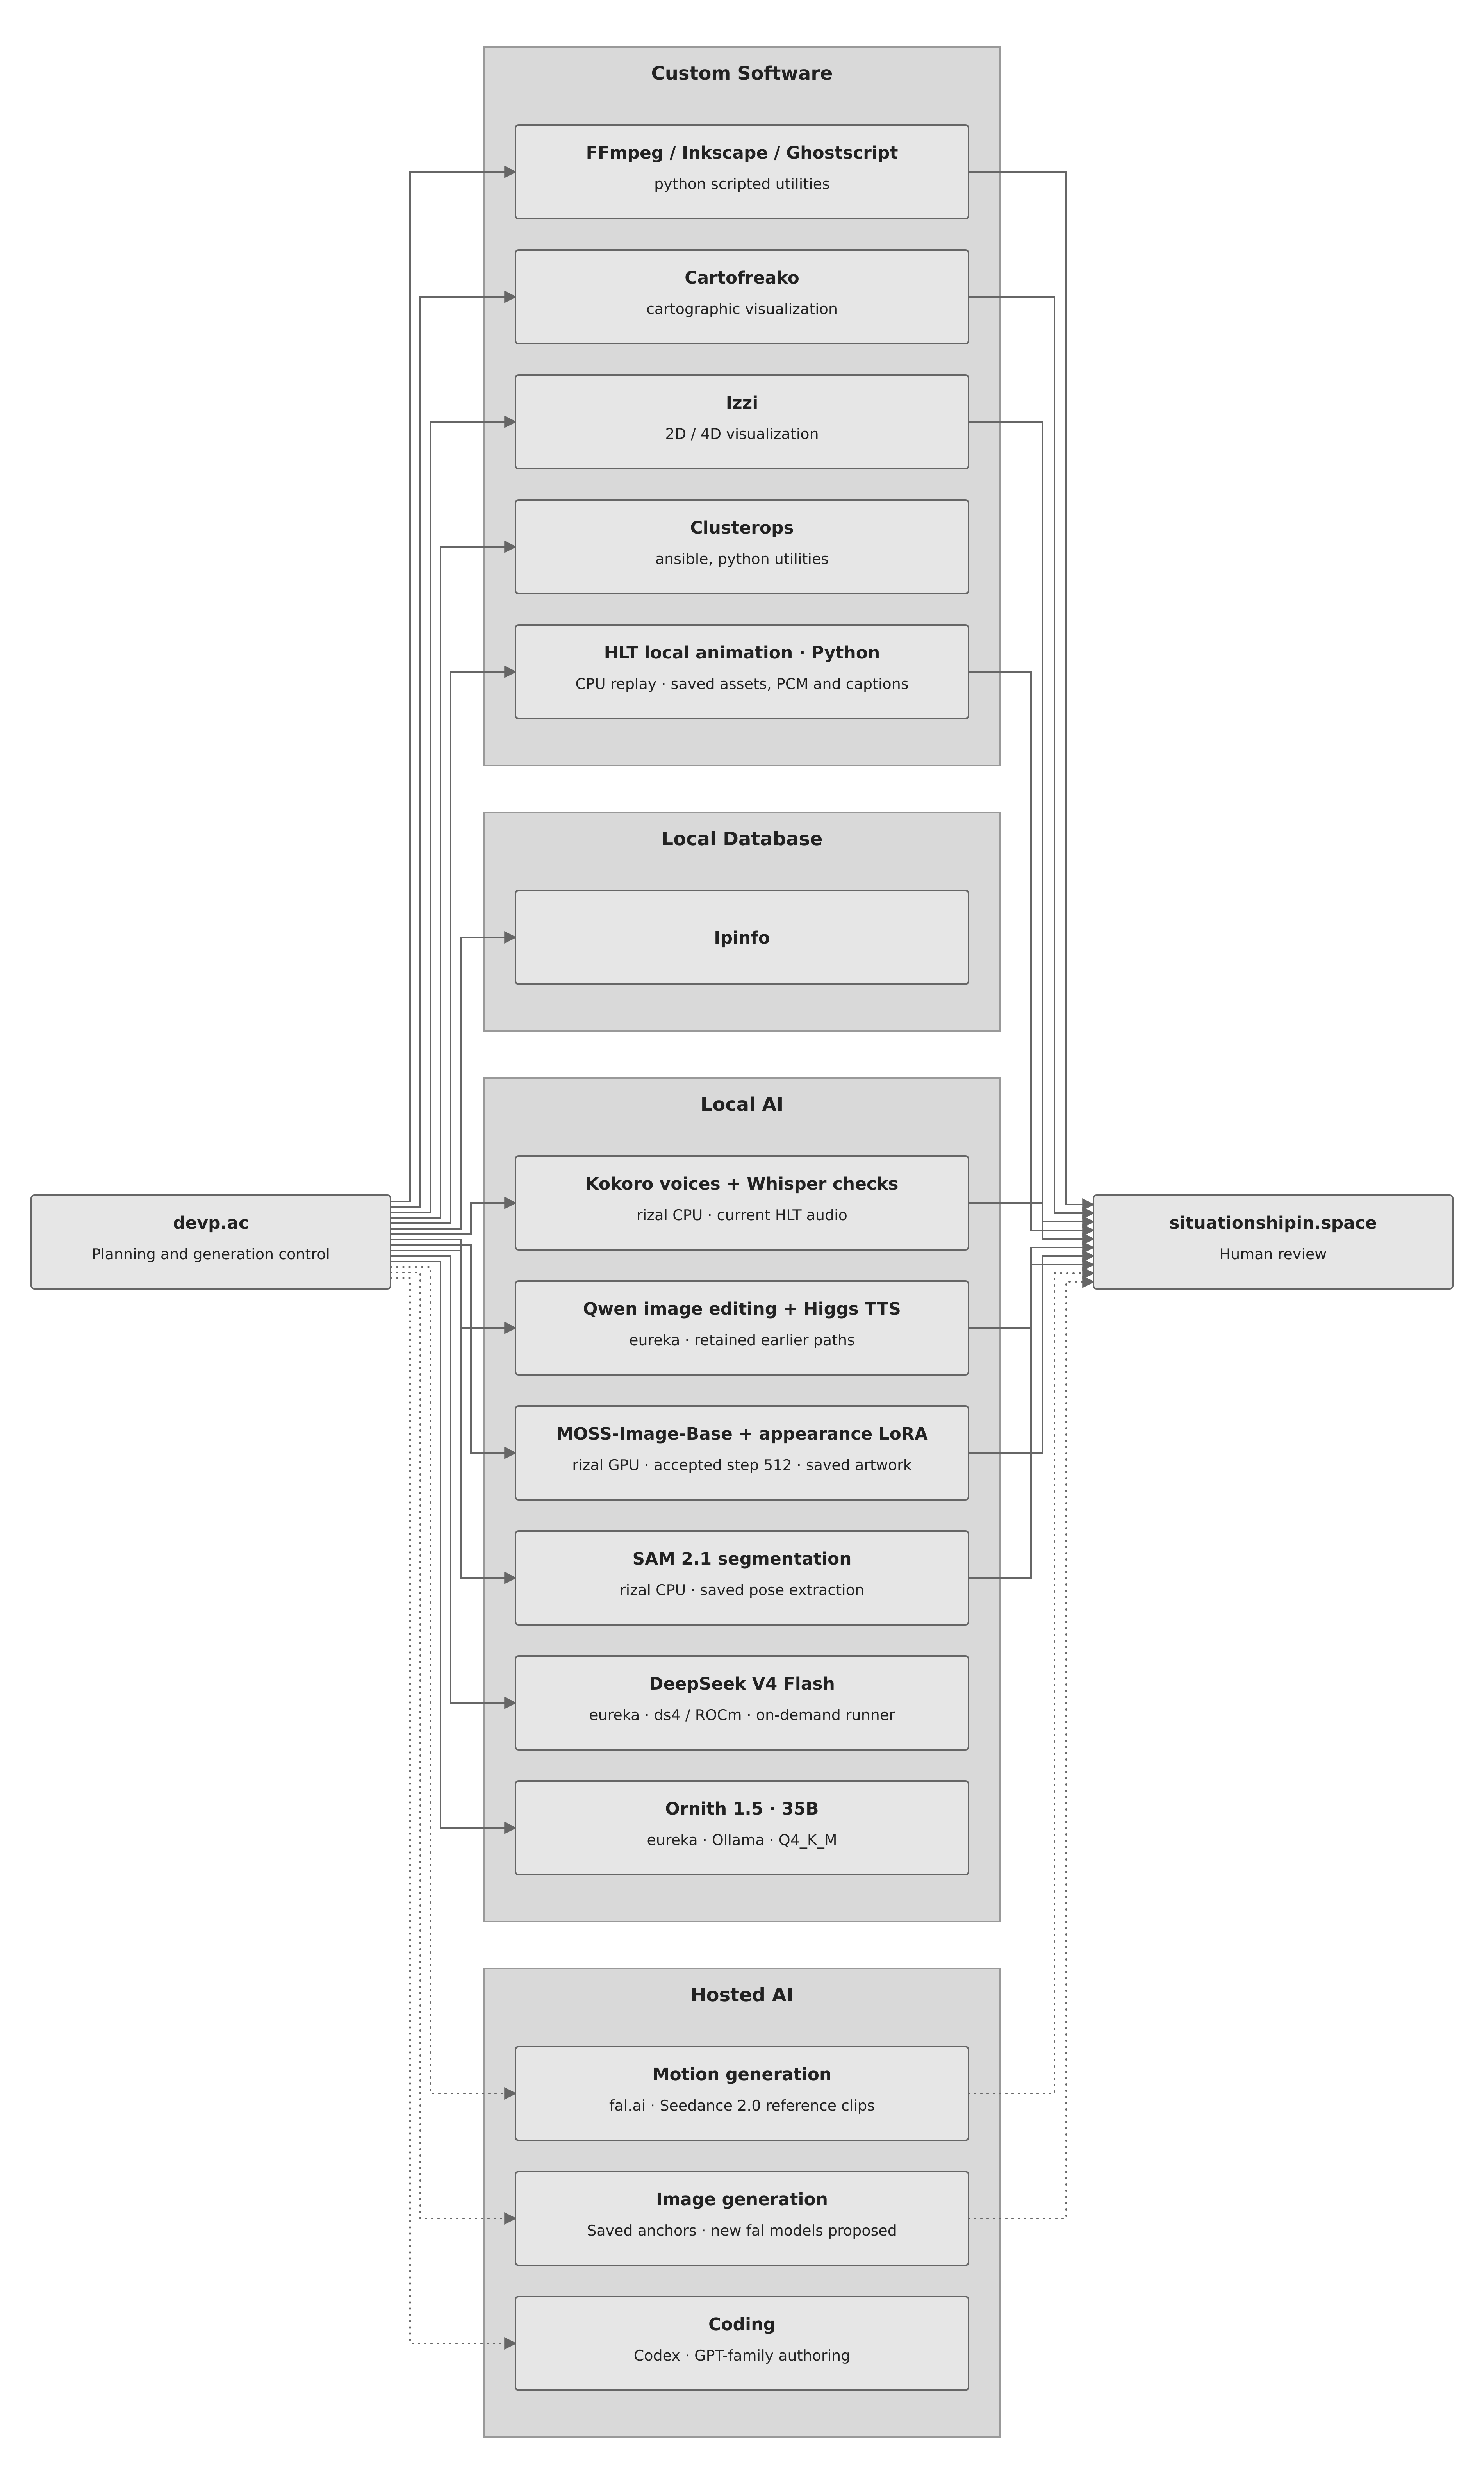 Custom Software
FFmpeg / Inkscape / Ghostscript
python scripted utilities
Cartofreako
cartographic visualization
Izzi
2D / 4D visualization
Clusterops
ansible, python utilities
HLT local animation · Python
CPU replay · saved assets, PCM and captions
Local Database
Ipinfo
Local AI
Kokoro voices + Whisper checks
rizal CPU · current HLT audio
devp.ac
Planning and generation control
situationshipin.space
Human review
Qwen image editing + Higgs TTS
eureka · retained earlier paths
MOSS-Image-Base + appearance LoRA
rizal GPU · accepted step 512 · saved artwork
SAM 2.1 segmentation
rizal CPU · saved pose extraction
DeepSeek V4 Flash
eureka · ds4 / ROCm · on-demand runner
Ornith 1.5 · 35B
eureka · Ollama · Q4_K_M
Hosted AI
Motion generation
fal.ai · Seedance 2.0 reference clips
Image generation
Saved anchors · new fal models proposed
Coding
Codex · GPT-family authoring